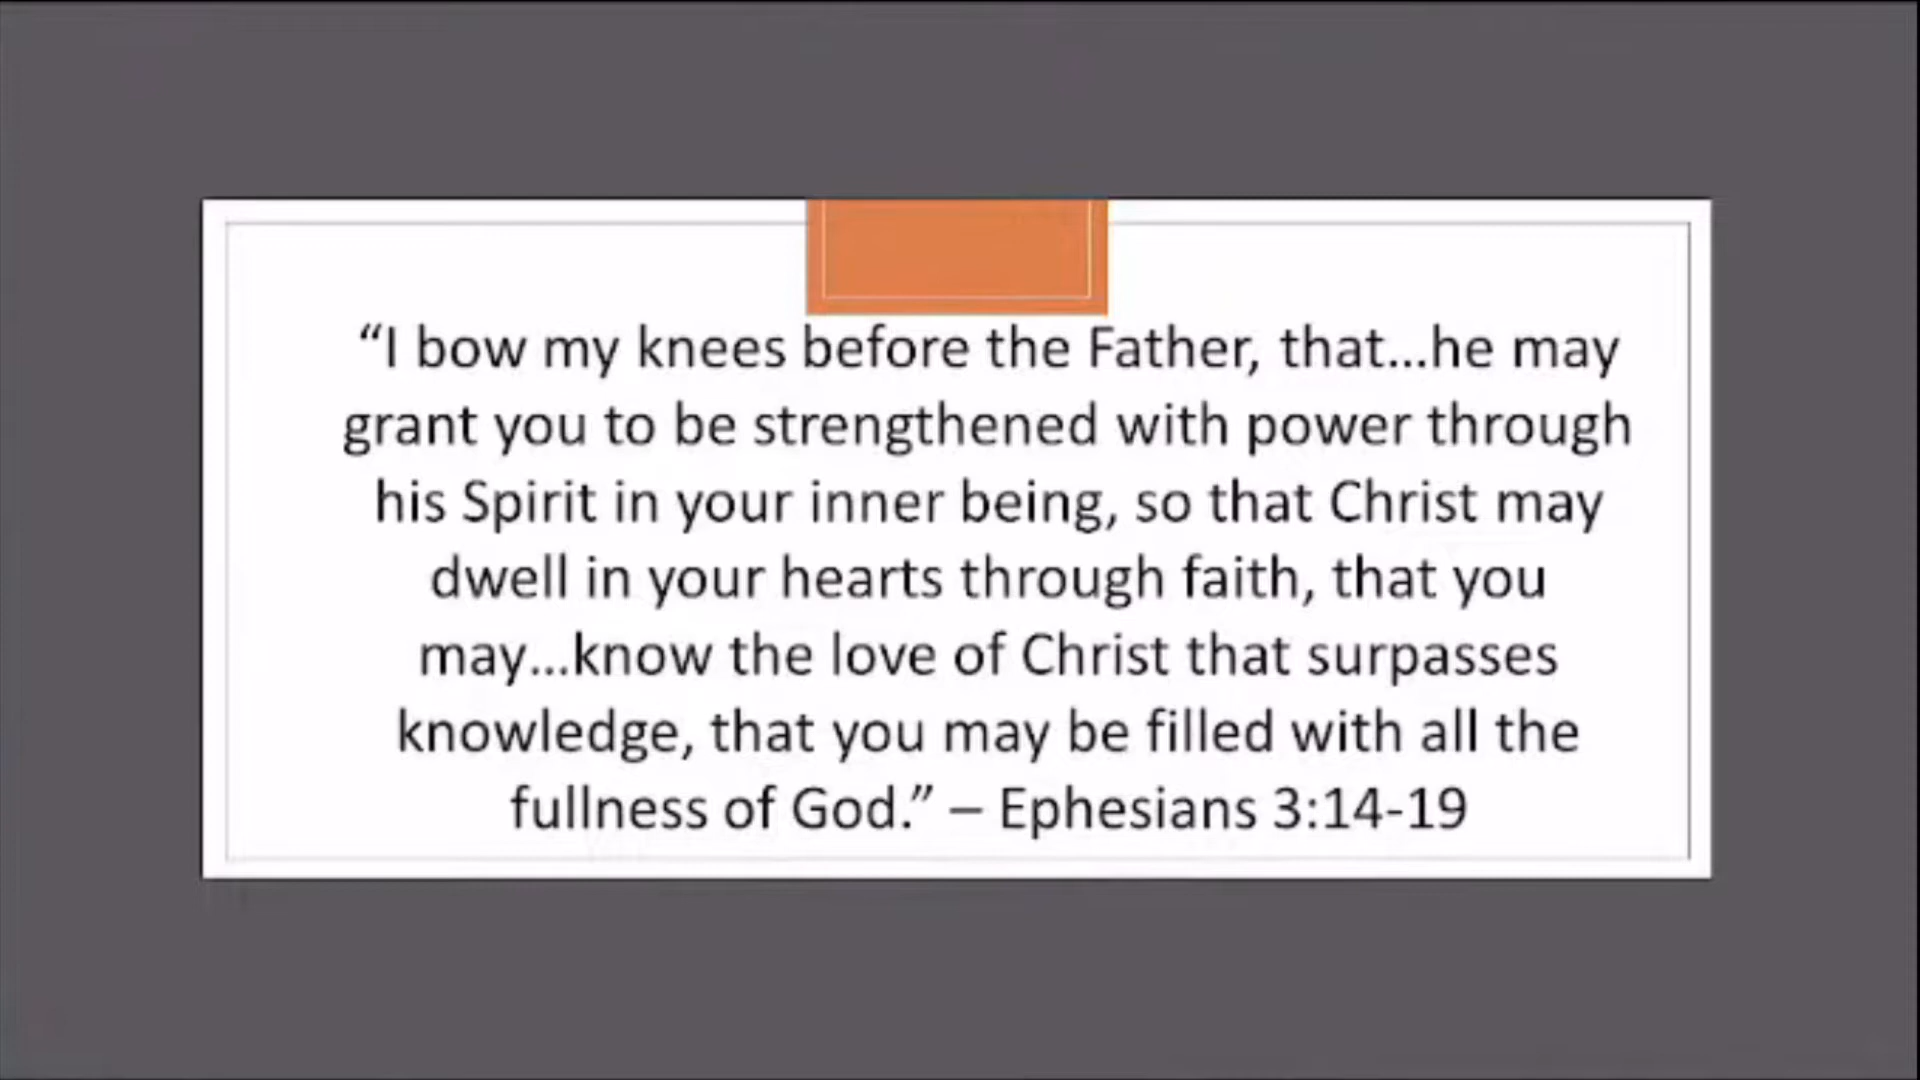 “I bow my knees before the Father, that...he may
grant you to be strengthened with power through
his Spirit in your inner being, so that Christ may
dwell in your hearts through faith, that you
may...know the love of Christ that surpasses
knowledge, that you may be filled with all the
fullness of God.” – Ephesians 3:14-19